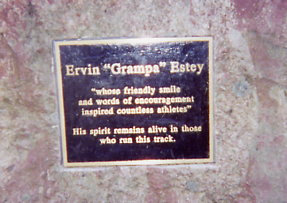 Ervin "Grampa" Estey
"whose friendly smile
and words of encouragement
inspired countless athletes"
His spirit remains alive in those
who run this track.